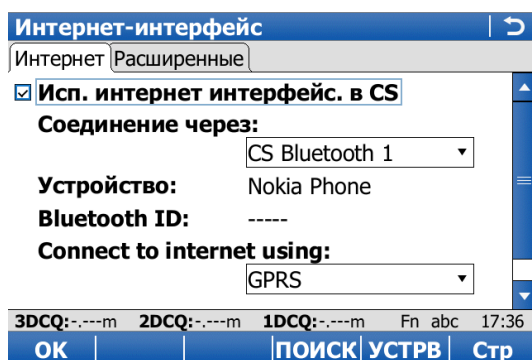 Интернет-интерфейс
Интернет Расширенные
Исп. интернет интерфейс. в CS
Соединение через:
CS Bluetooth 1
Устройство: Nokia Phone
Bluetooth ID: -----
Connect to internet using:
GPRS
3DCQ:-.---m 2DCQ:-.---m 1DCQ:-.---m Fn abc 17:36
OK ПОИСК УСТРВ Стр